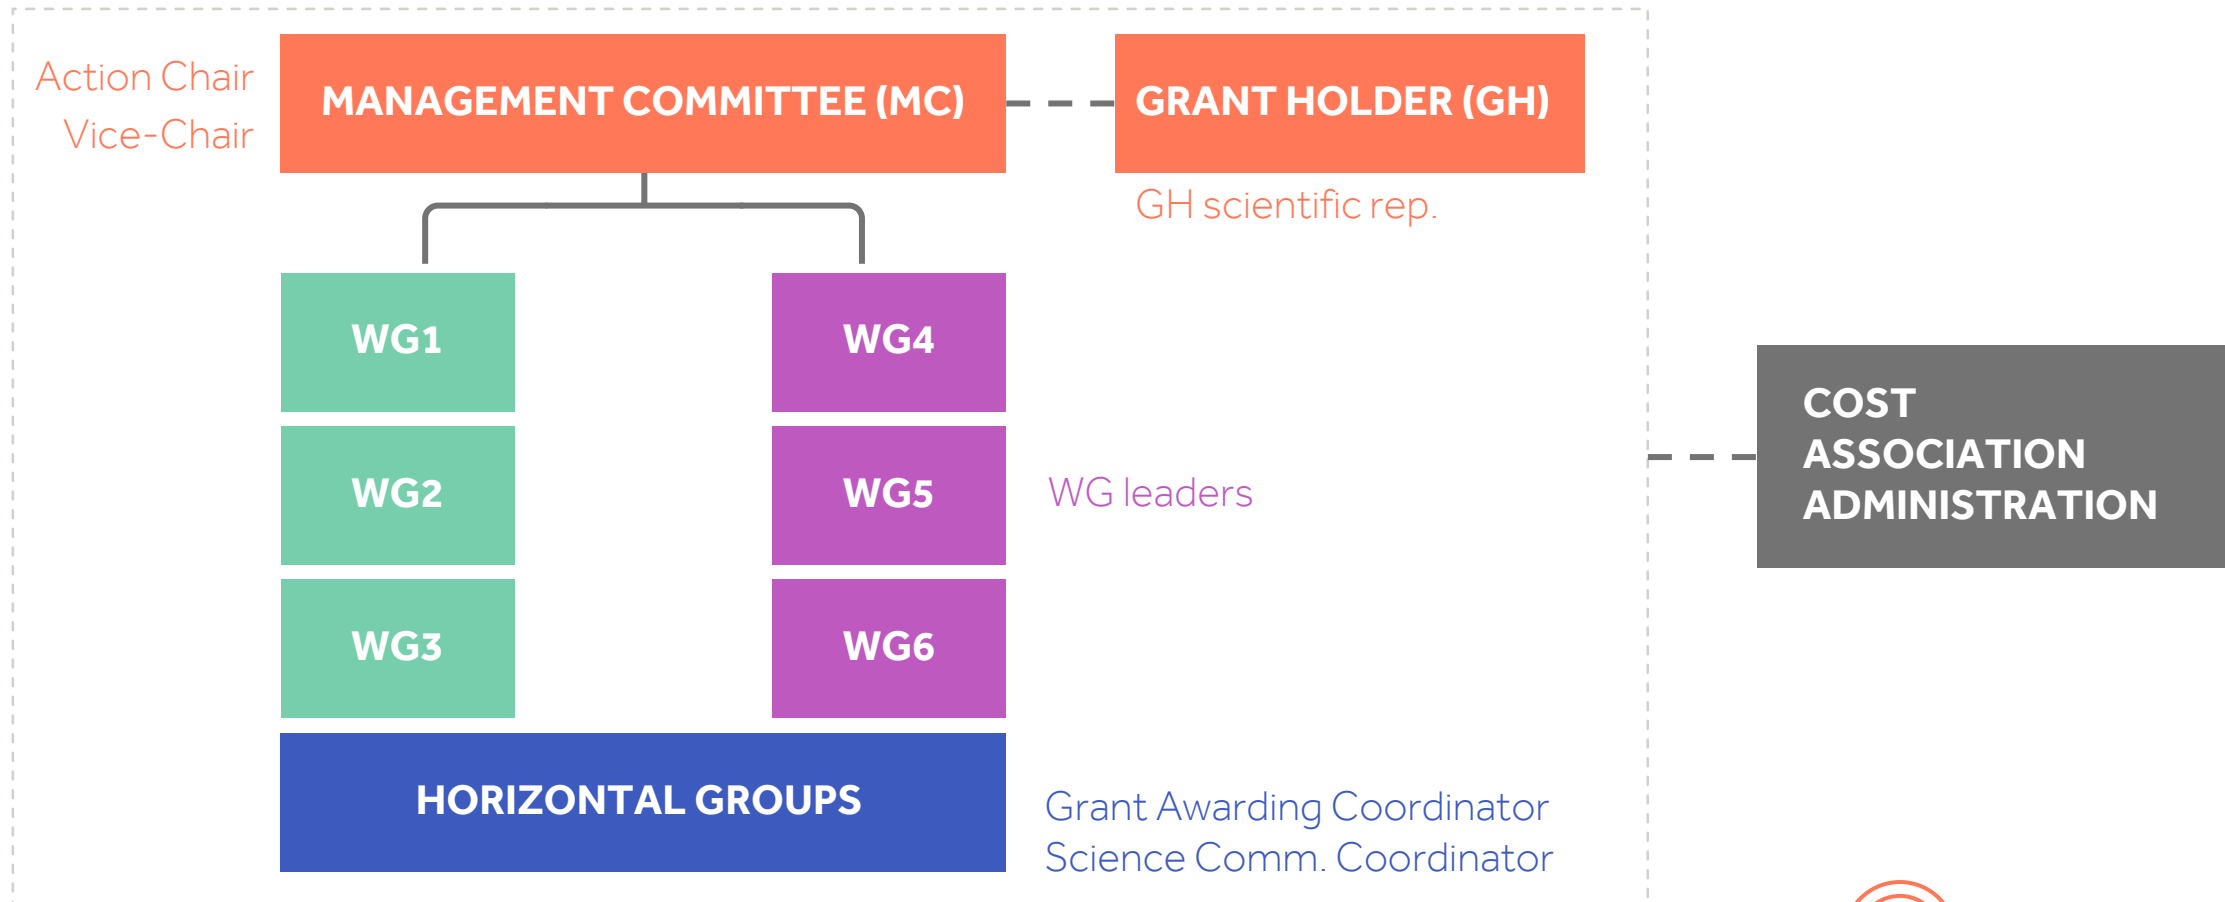 Action Chair
Vice-Chair
MANAGEMENT COMMITTEE (MC)
GRANT HOLDER (GH)
GH scientific rep.
WG1
WG4
WG2
WG5
WG leaders
WG3
WG6
HORIZONTAL GROUPS
Grant Awarding Coordinator
Science Comm. Coordinator
COST
ASSOCIATION
ADMINISTRATION